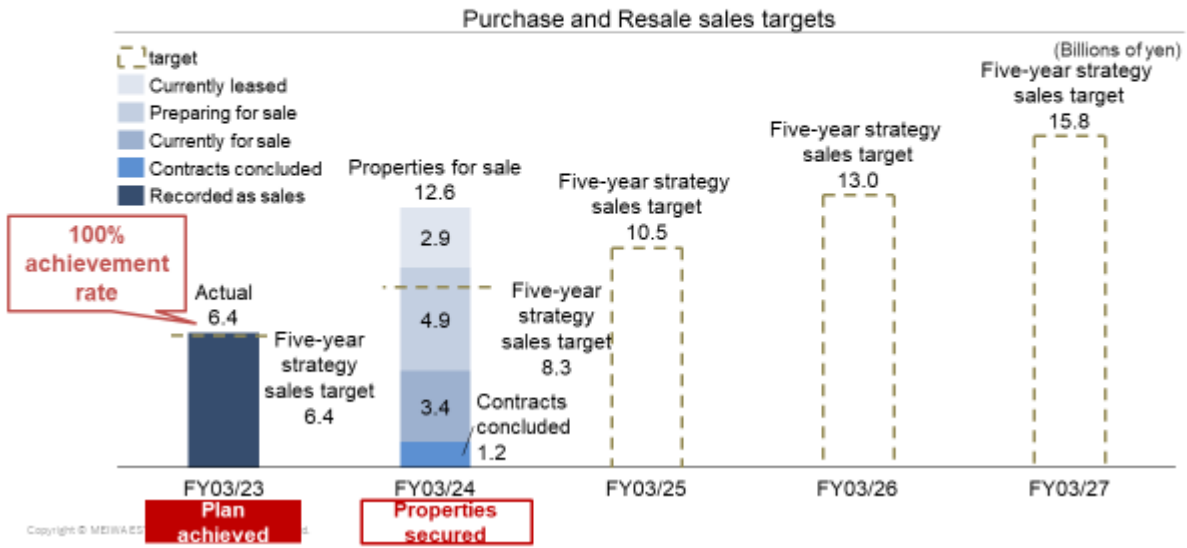 Purchase and Resale sales targets
(Billions of yen)
target
Currently leased
Preparing for sale
Currently for sale
Contracts concluded
Recorded as sales
100%
achievement
rate
Actual
6.4
Five-year
strategy
sales target
6.4
Properties for sale
12.6
2.9
4.9
3.4
Five-year
strategy
sales target
8.3
Contracts
concluded
1.2
Five-year strategy
sales target
10.5
Five-year strategy
sales target
13.0
Five-year strategy
sales target
15.8
FY03/23
FY03/24
FY03/25
FY03/26
FY03/27
Plan
achieved
Properties
secured
Copyright © MEIWA ES